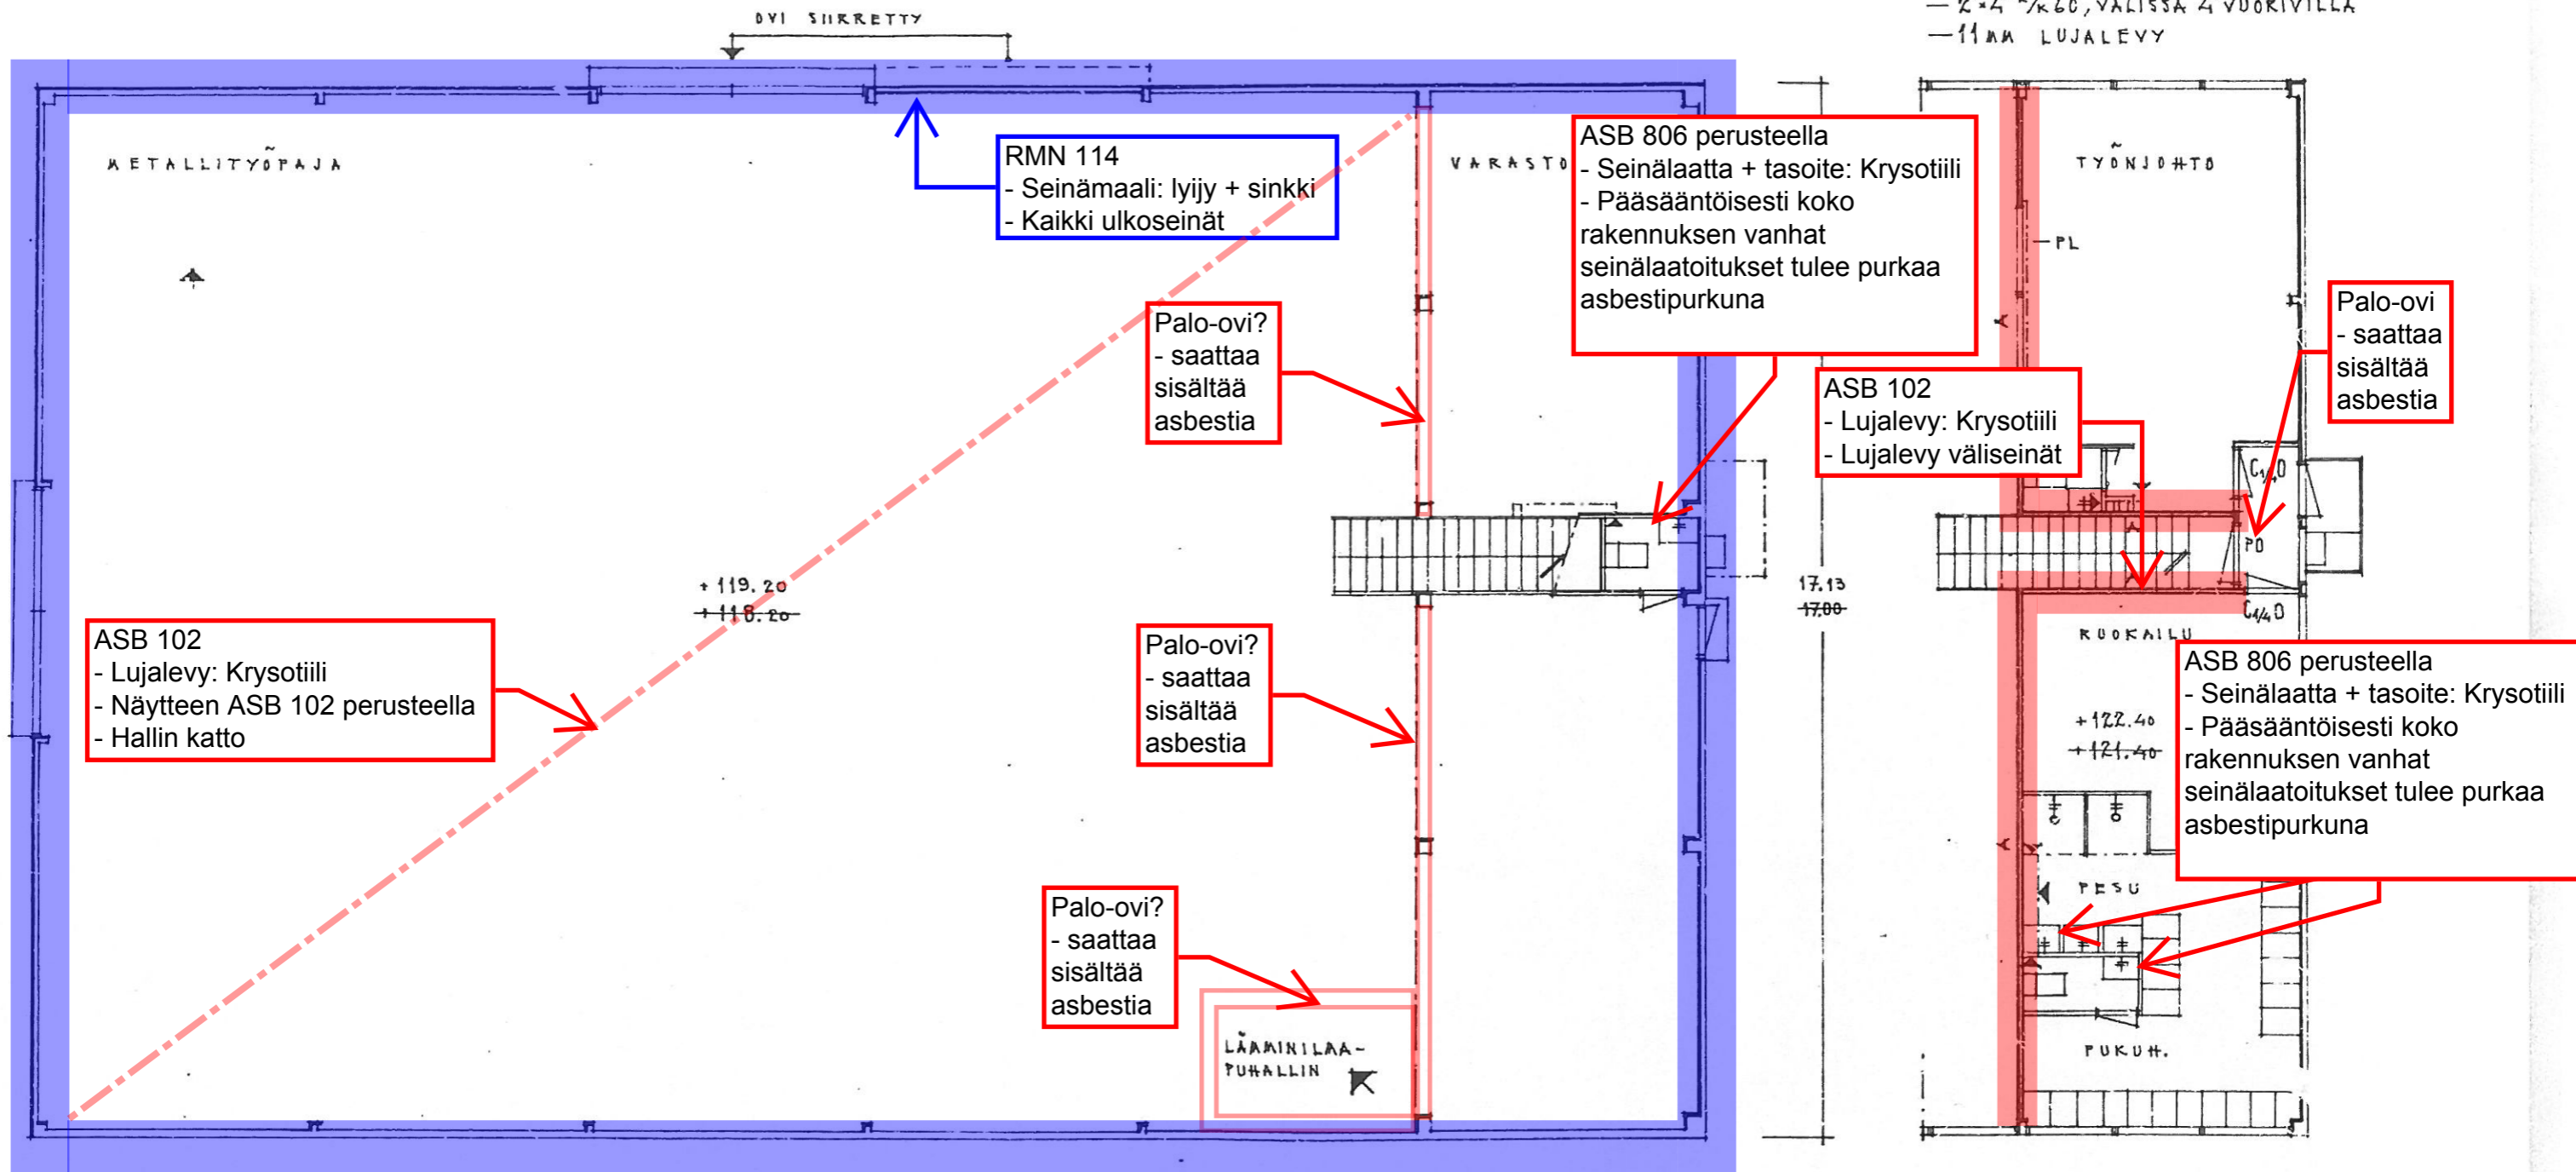 OVI SIIRRETTY
11 MM LUJALEVY
METALLITYÖPAJA
RMN 114
- Seinämaali: lyijy + sinkki
- Kaikki ulkoseinät
VARASTO
ASB 806 perusteella
- Seinälaatta + tasoite: Krysotiili
- Pääsääntöisesti koko
rakennuksen vanhat
seinälaatoitukset tulee purkaa
asbestipurkuna
TYÖNJOHTO
PL
Palo-ovi
- saattaa
sisältää
asbestia
Palo-ovi?
- saattaa
sisältää
asbestia
ASB 102
- Lujalevy: Krysotiili
- Lujalevy väliseinät
PO
+ 119.20
+ 118.20
17.13
17.00
ASB 102
- Lujalevy: Krysotiili
- Näytteen ASB 102 perusteella
- Hallin katto
Palo-ovi?
- saattaa
sisältää
asbestia
RUOKAILU
ASB 806 perusteella
- Seinälaatta + tasoite: Krysotiili
- Pääsääntöisesti koko
rakennuksen vanhat
seinälaatoitukset tulee purkaa
asbestipurkuna
+ 122.40
+ 121.40
PESU
Palo-ovi?
- saattaa
sisältää
asbestia
PUHALLIN
PUKUH.